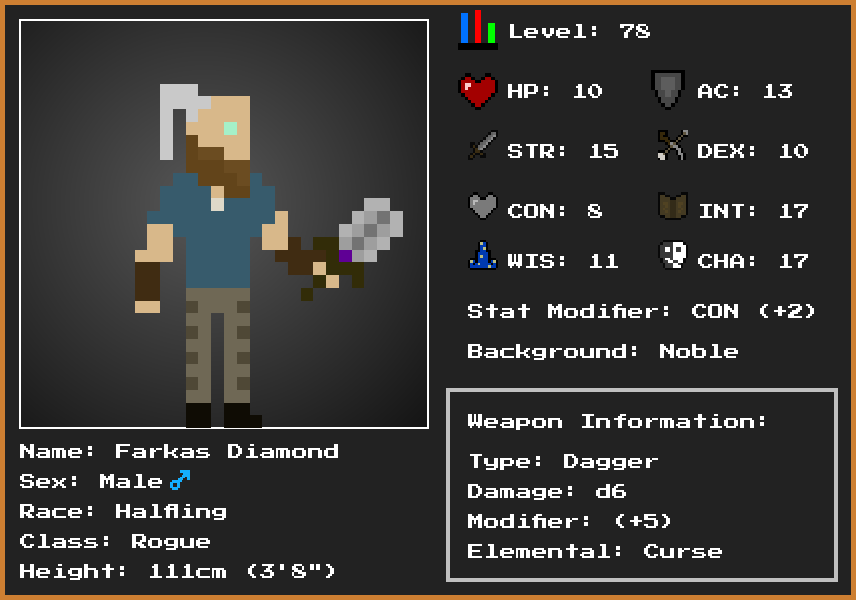 Level: 78
HP: 10
AC: 13
STR: 15
DEX: 10
CON: 8
INT: 17
WIS: 11
CHA: 17
Stat Modifier: CON (+2)
Background: Noble
Weapon Information:
Type: Dagger
Damage: d6
Modifier: (+5)
Elemental: Curse
Name: Farkas Diamond
Sex: Male♂
Race: Halfling
Class: Rogue
Height: 111cm (3'8")